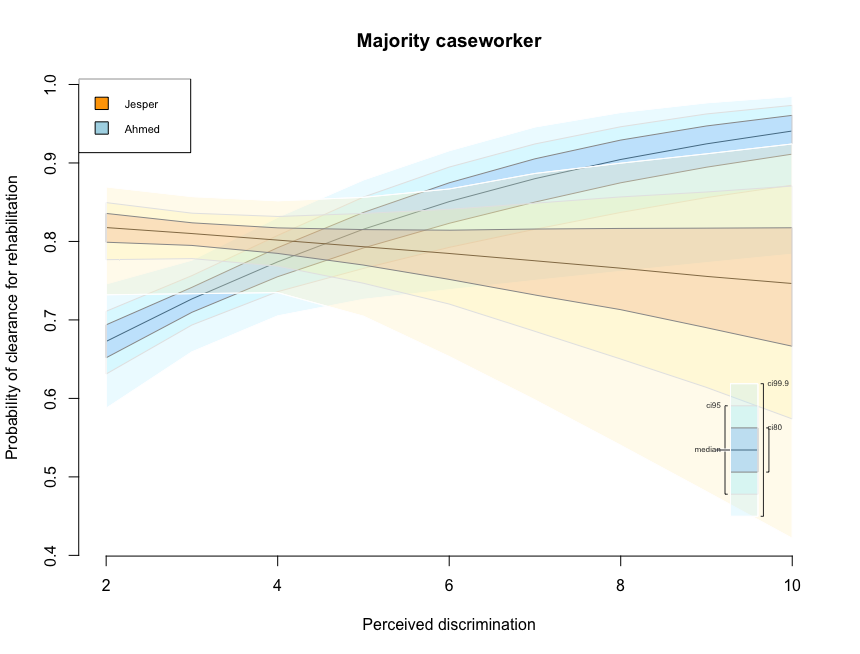 Majority caseworker
Jesper
Ahmed
Probability of clearance for rehabilitation
1.0
0.9
0.8
0.7
0.6
0.5
0.4
ci99.9
ci95
ci80
median
2 4 6 8 10
Perceived discrimination